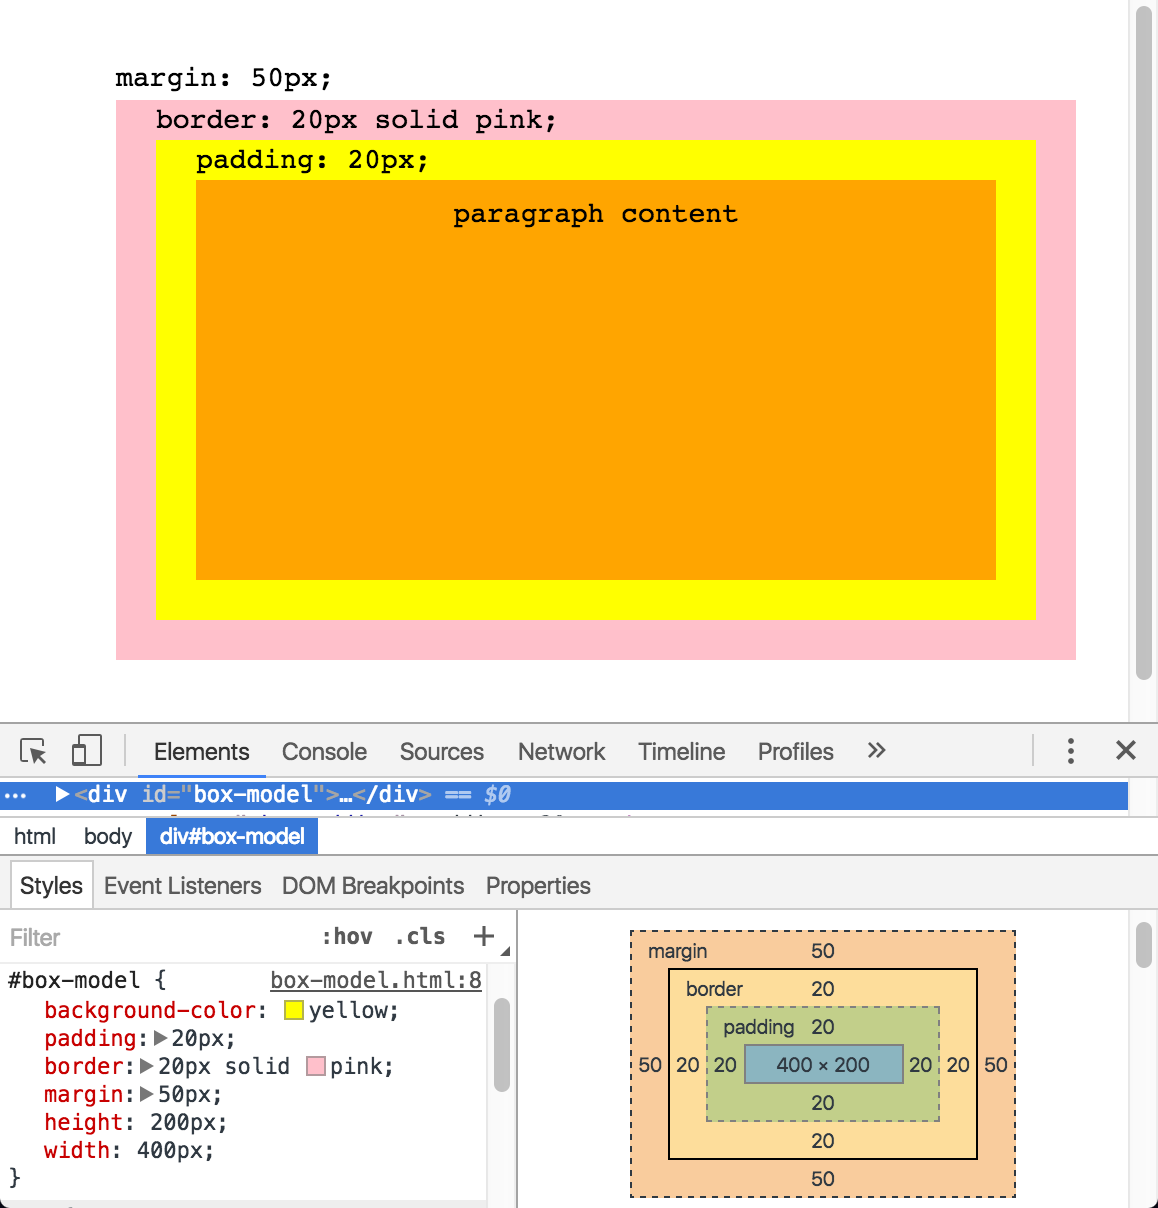 margin: 50px;
border: 20px solid pink;
padding: 20px;
paragraph content
Elements Console Sources Network Timeline Profiles »
… ▶<div id="box-model">…</div> == $0
html body div#box-model
Styles Event Listeners DOM Breakpoints Properties
Filter :hov .cls +
#box-model { box-model.html:8
background-color: yellow;
padding:▶20px;
border:▶20px solid pink;
margin:▶50px;
height: 200px;
width: 400px;
}
margin 50
border 20
padding 20
50 20 20 400 × 200 20 20 50
20
20
50